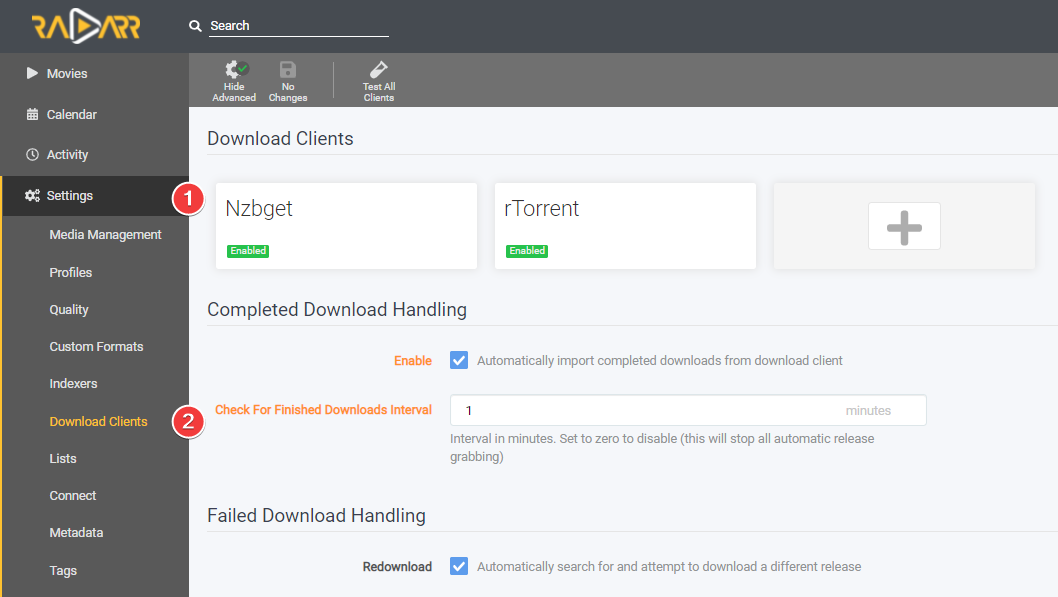 RADARR
Search
Movies
Calendar
Activity
Settings
1
Media Management
Profiles
Quality
Custom Formats
Indexers
Download Clients
2
Lists
Connect
Metadata
Tags
Hide
Advanced
No
Changes
Test All
Clients
Download Clients
Nzbget
Enabled
rTorrent
Enabled
Completed Download Handling
Enable
Automatically import completed downloads from download client
Check For Finished Downloads Interval
1 minutes
Interval in minutes. Set to zero to disable (this will stop all automatic release
grabbing)
Failed Download Handling
Redownload
Automatically search for and attempt to download a different release